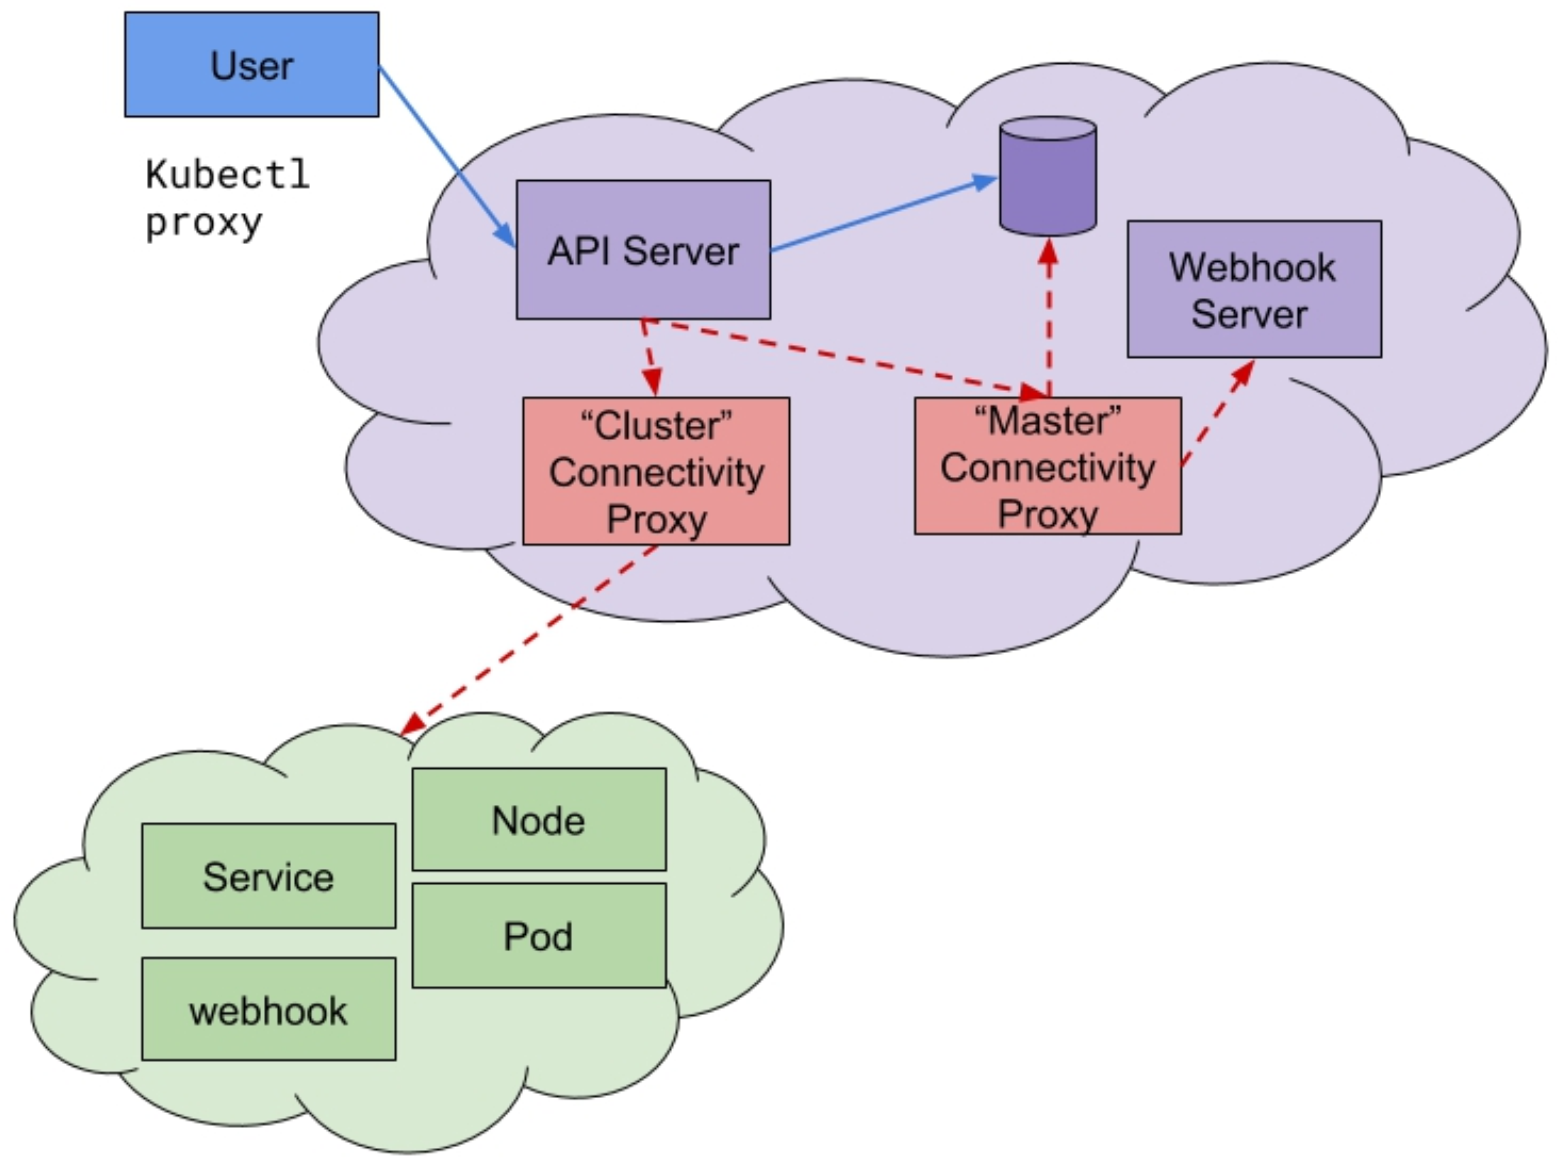 User
Kubectl
proxy
API Server
Webhook
Server
“Cluster”
Connectivity
Proxy
“Master”
Connectivity
Proxy
Node
Service
Pod
webhook